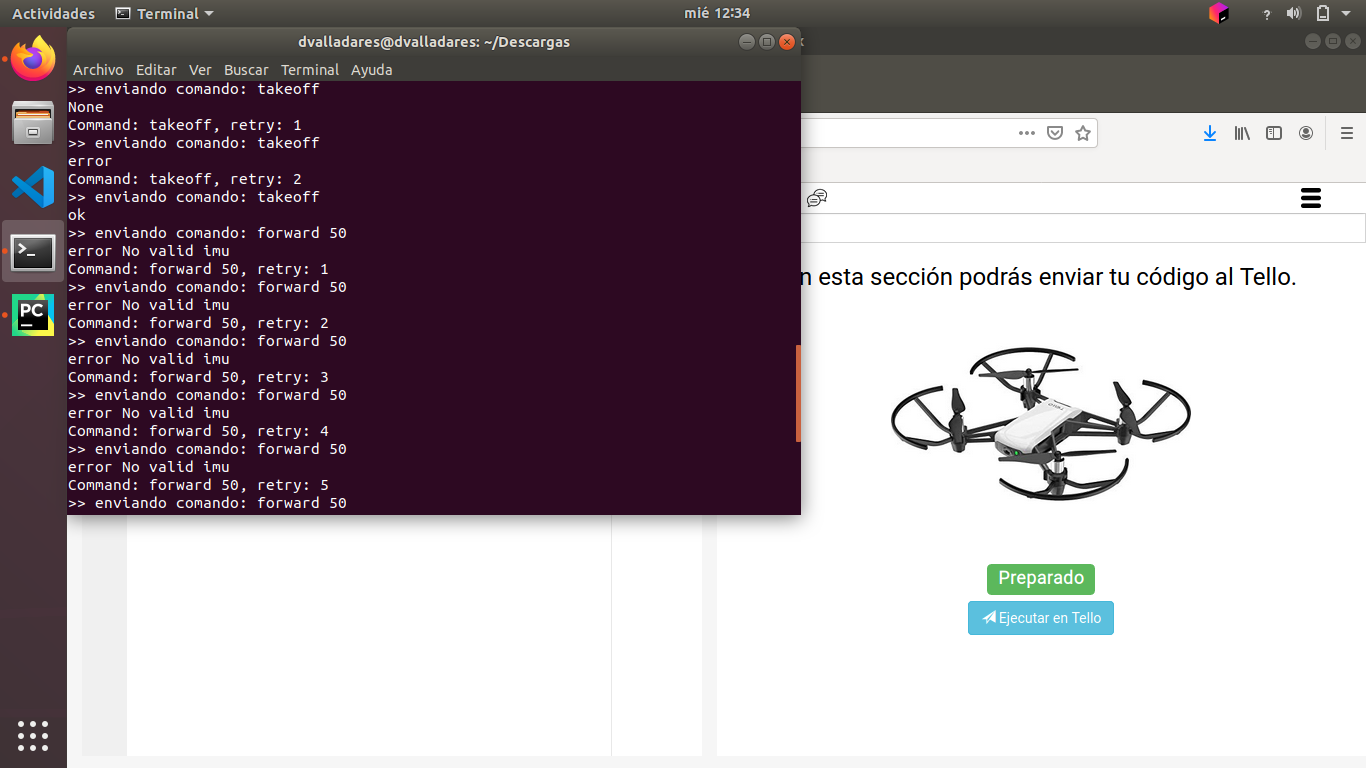 Actividades
Terminal
mié 12:34
?
dvalladares@dvalladares: ~/Descargas
Archivo Editar Ver Buscar Terminal Ayuda
>> enviando comando: takeoff
None
Command: takeoff, retry: 1
>> enviando comando: takeoff
error
Command: takeoff, retry: 2
>> enviando comando: takeoff
ok
>> enviando comando: forward 50
error No valid imu
Command: forward 50, retry: 1
>> enviando comando: forward 50
error No valid imu
Command: forward 50, retry: 2
>> enviando comando: forward 50
error No valid imu
Command: forward 50, retry: 3
>> enviando comando: forward 50
error No valid imu
Command: forward 50, retry: 4
>> enviando comando: forward 50
error No valid imu
Command: forward 50, retry: 5
>> enviando comando: forward 50
PC
n esta sección podrás enviar tu código al Tello.
Preparado
Ejecutar en Tello